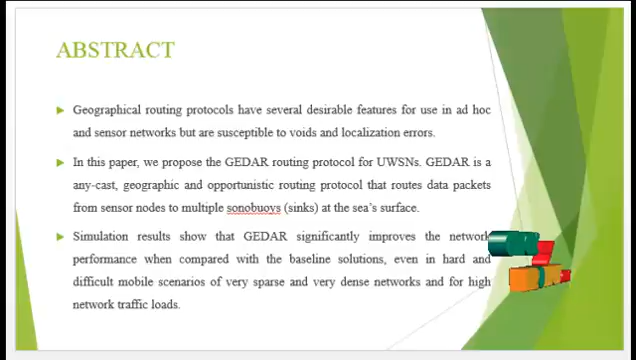 ABSTRACT
Geographical routing protocols have several desirable features for use in ad hoc
and sensor networks but are susceptible to voids and localization errors.
In this paper, we propose the GEDAR routing protocol for UWSNs. GEDAR is a
any-cast, geographic and opportunistic routing protocol that routes data packets
from sensor nodes to multiple sonobuoys (sinks) at the sea's surface.
Simulation results show that GEDAR significantly improves the network
performance when compared with the baseline solutions, even in hard and
difficult mobile scenarios of very sparse and very dense networks and for high
network traffic loads.